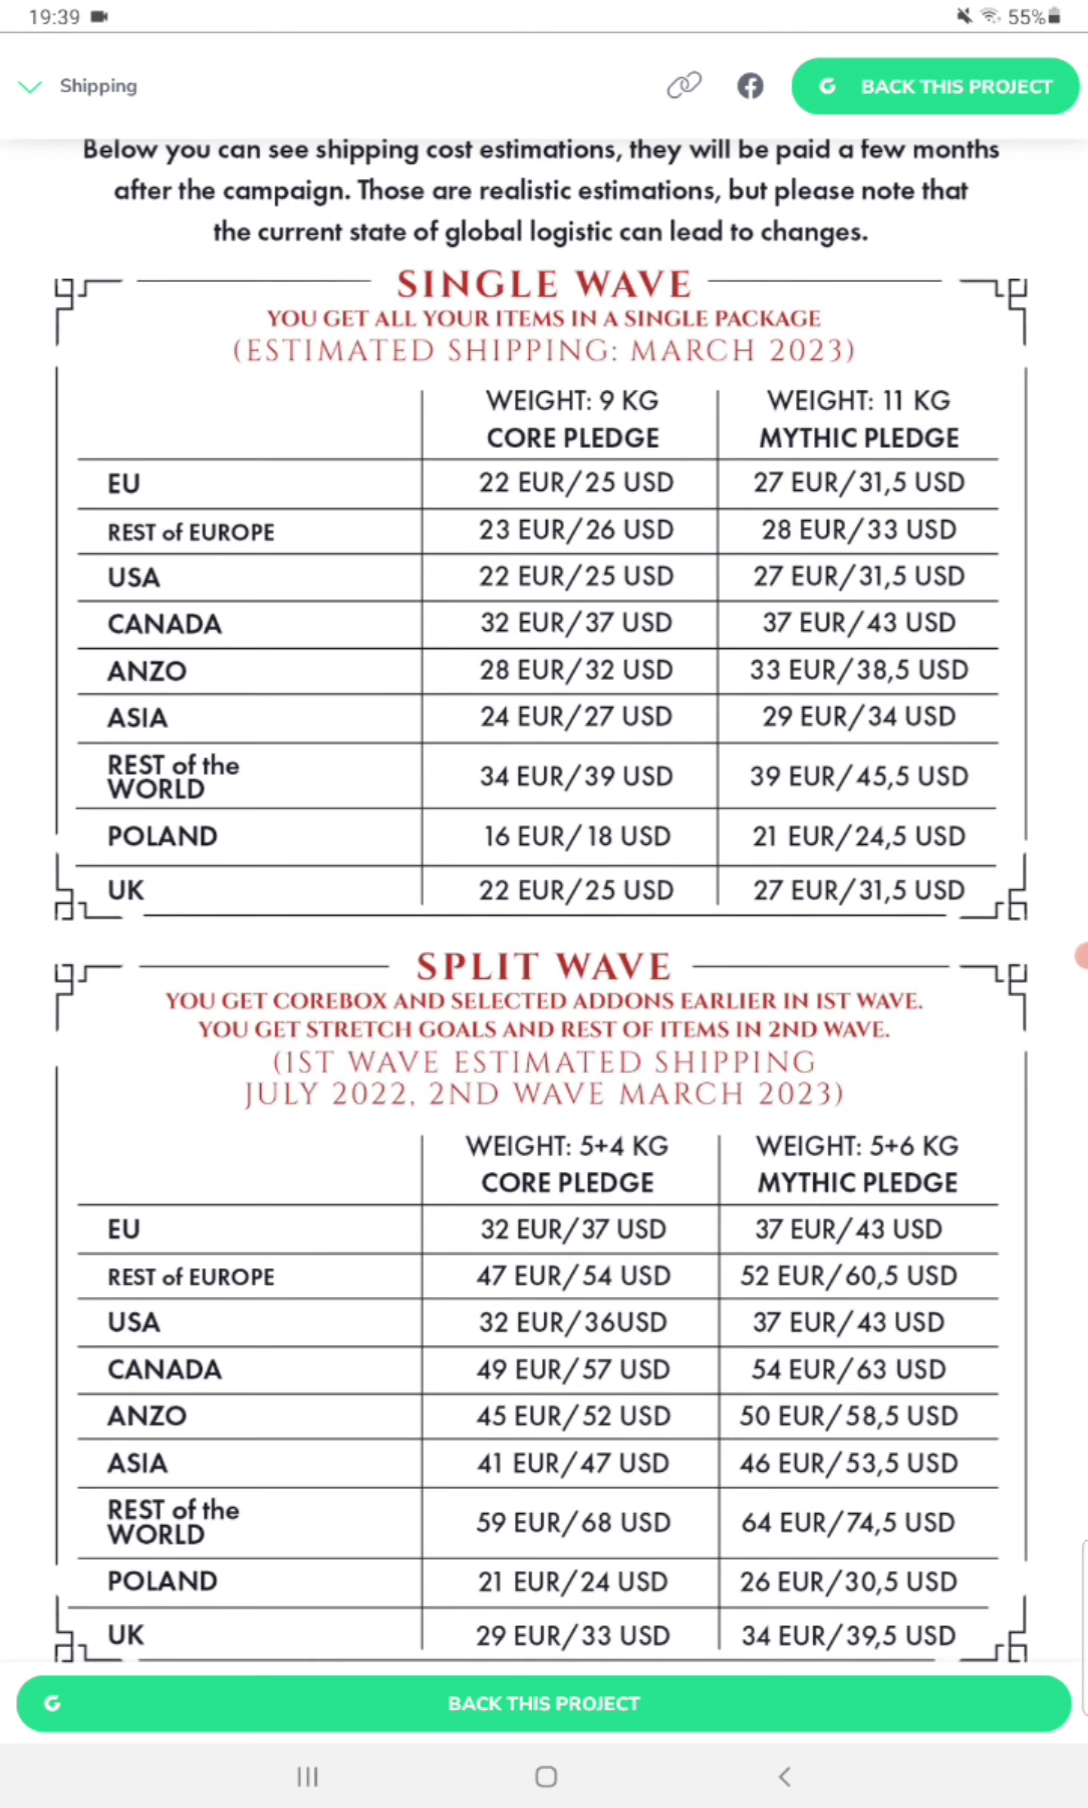 19:39 55%
Shipping BACK THIS PROJECT
Below you can see shipping cost estimations, they will be paid a few months
after the campaign. Those are realistic estimations, but please note that
the current state of global logistic can lead to changes.
SINGLE WAVE
YOU GET ALL YOUR ITEMS IN A SINGLE PACKAGE
(ESTIMATED SHIPPING: MARCH 2023)
WEIGHT: 9 KG WEIGHT: 11 KG
CORE PLEDGE MYTHIC PLEDGE
EU 22 EUR/25 USD 27 EUR/31,5 USD
REST of EUROPE 23 EUR/26 USD 28 EUR/33 USD
USA 22 EUR/25 USD 27 EUR/31,5 USD
CANADA 32 EUR/37 USD 37 EUR/43 USD
ANZO 28 EUR/32 USD 33 EUR/38,5 USD
ASIA 24 EUR/27 USD 29 EUR/34 USD
REST of the
WORLD 34 EUR/39 USD 39 EUR/45,5 USD
POLAND 16 EUR/18 USD 21 EUR/24,5 USD
UK 22 EUR/25 USD 27 EUR/31,5 USD
SPLIT WAVE
YOU GET COREBOX AND SELECTED ADDONS EARLIER IN 1ST WAVE.
YOU GET STRETCH GOALS AND REST OF ITEMS IN 2ND WAVE.
(1ST WAVE ESTIMATED SHIPPING
JULY 2022, 2ND WAVE MARCH 2023)
WEIGHT: 5+4 KG WEIGHT: 5+6 KG
CORE PLEDGE MYTHIC PLEDGE
EU 32 EUR/37 USD 37 EUR/43 USD
REST of EUROPE 47 EUR/54 USD 52 EUR/60,5 USD
USA 32 EUR/36USD 37 EUR/43 USD
CANADA 49 EUR/57 USD 54 EUR/63 USD
ANZO 45 EUR/52 USD 50 EUR/58,5 USD
ASIA 41 EUR/47 USD 46 EUR/53,5 USD
REST of the
WORLD 59 EUR/68 USD 64 EUR/74,5 USD
POLAND 21 EUR/24 USD 26 EUR/30,5 USD
UK 29 EUR/33 USD 34 EUR/39,5 USD
BACK THIS PROJECT